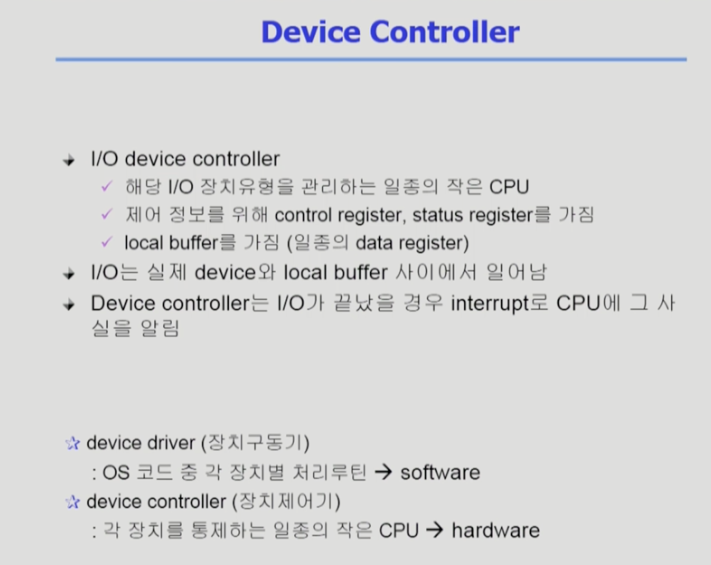 Device Controller
I/O device controller
해당 I/O 장치유형을 관리하는 일종의 작은 CPU
제어 정보를 위해 control register, status register를 가짐
local buffer를 가짐 (일종의 data register)
I/O는 실제 device와 local buffer 사이에서 일어남
Device controller는 I/O가 끝났을 경우 interrupt로 CPU에 그 사
실을 알림
device driver (장치구동기)
: OS 코드 중 각 장치별 처리루틴 → software
device controller (장치제어기)
: 각 장치를 통제하는 일종의 작은 CPU → hardware